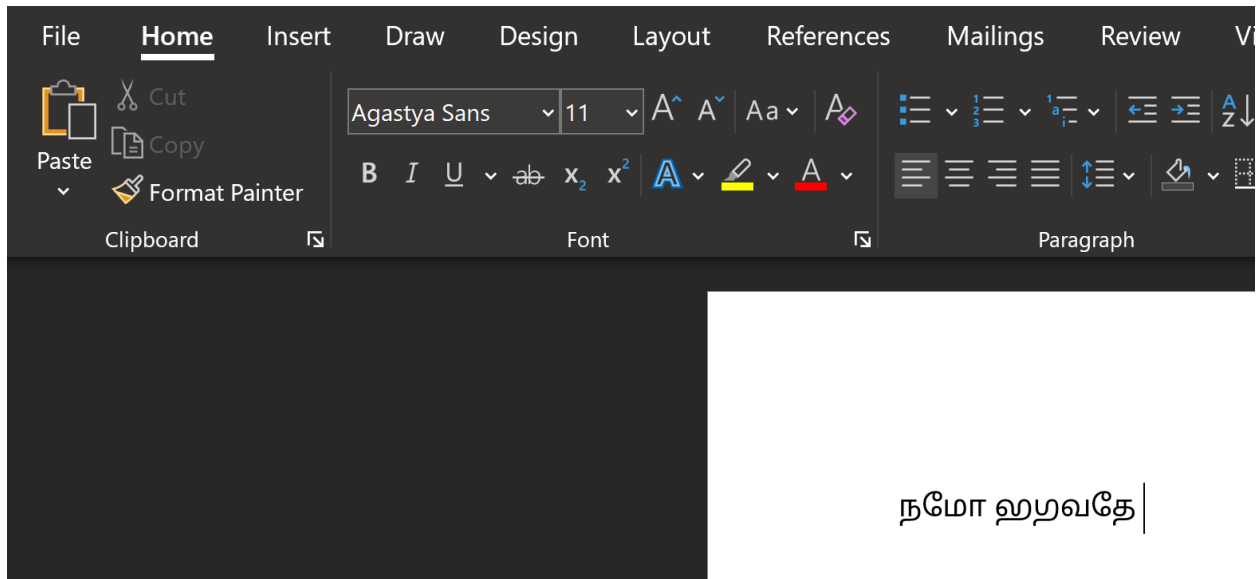 File Home Insert Draw Design Layout References Mailings Review
Paste
Cut
Copy
Format Painter
Agastya Sans 11 Aa
B I U ab x₂ x² A A
Clipboard Font Paragraph
நமோ 𑌭𑌗வதே